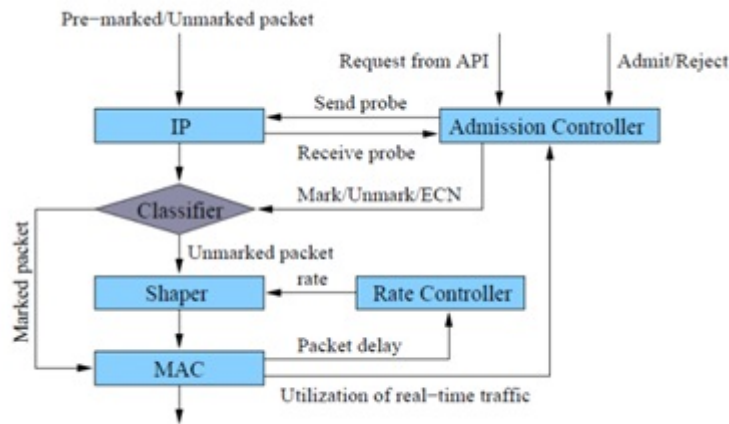 Pre-marked/Unmarked packet
Request from API
Admit/Reject
Send probe
IP
Admission Controller
Receive probe
Mark/Unmark/ECN
Classifier
Marked packet
Unmarked packet
rate
Shaper
Rate Controller
Packet delay
MAC
Utilization of real-time traffic